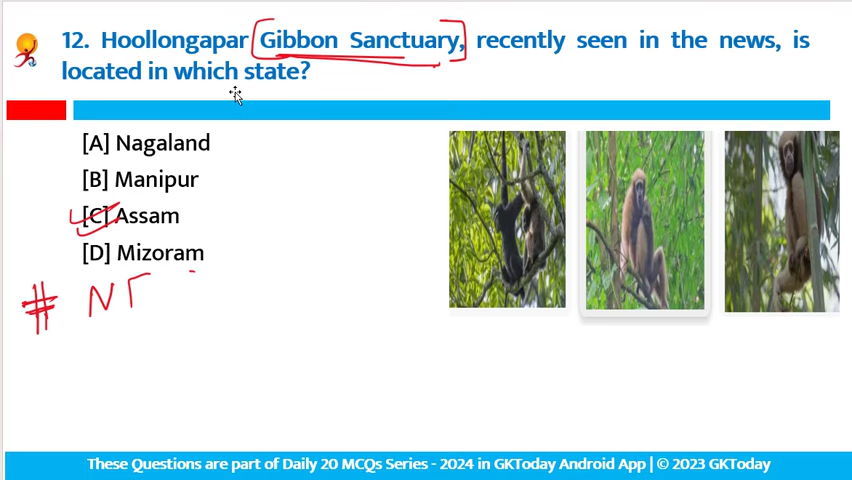 12. Hoollongapar Gibbon Sanctuary, recently seen in the news, is
located in which state?
[A] Nagaland
[B] Manipur
[C] Assam
[D] Mizoram
# N
These Questions are part of Daily 20 MCQs Series - 2024 in GKToday Android App | © 2023 GKToday